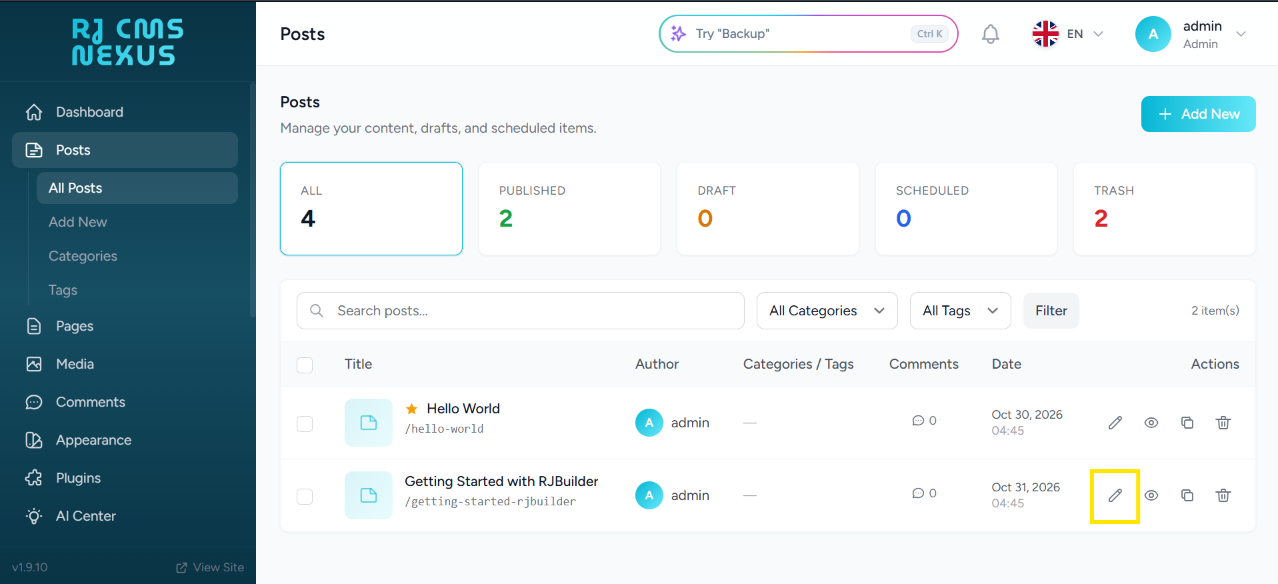 RJ CMS
NEXUS
Dashboard
Posts
All Posts
Add New
Categories
Tags
Pages
Media
Comments
Appearance
Plugins
AI Center
v1.9.10
View Site
Posts
Try "Backup"
Ctrl K
EN
A
admin
Admin
Posts
Manage your content, drafts, and scheduled items.
Add New
ALL
4
PUBLISHED
2
DRAFT
0
SCHEDULED
0
TRASH
2
Search posts...
All Categories
All Tags
Filter
2 item(s)
Title Author Categories / Tags Comments Date Actions
Hello World
/hello-world
A admin — 0
Oct 30, 2026
04:45
Getting Started with RJBuilder
/getting-started-rjbuilder
A admin — 0
Oct 31, 2026
04:45